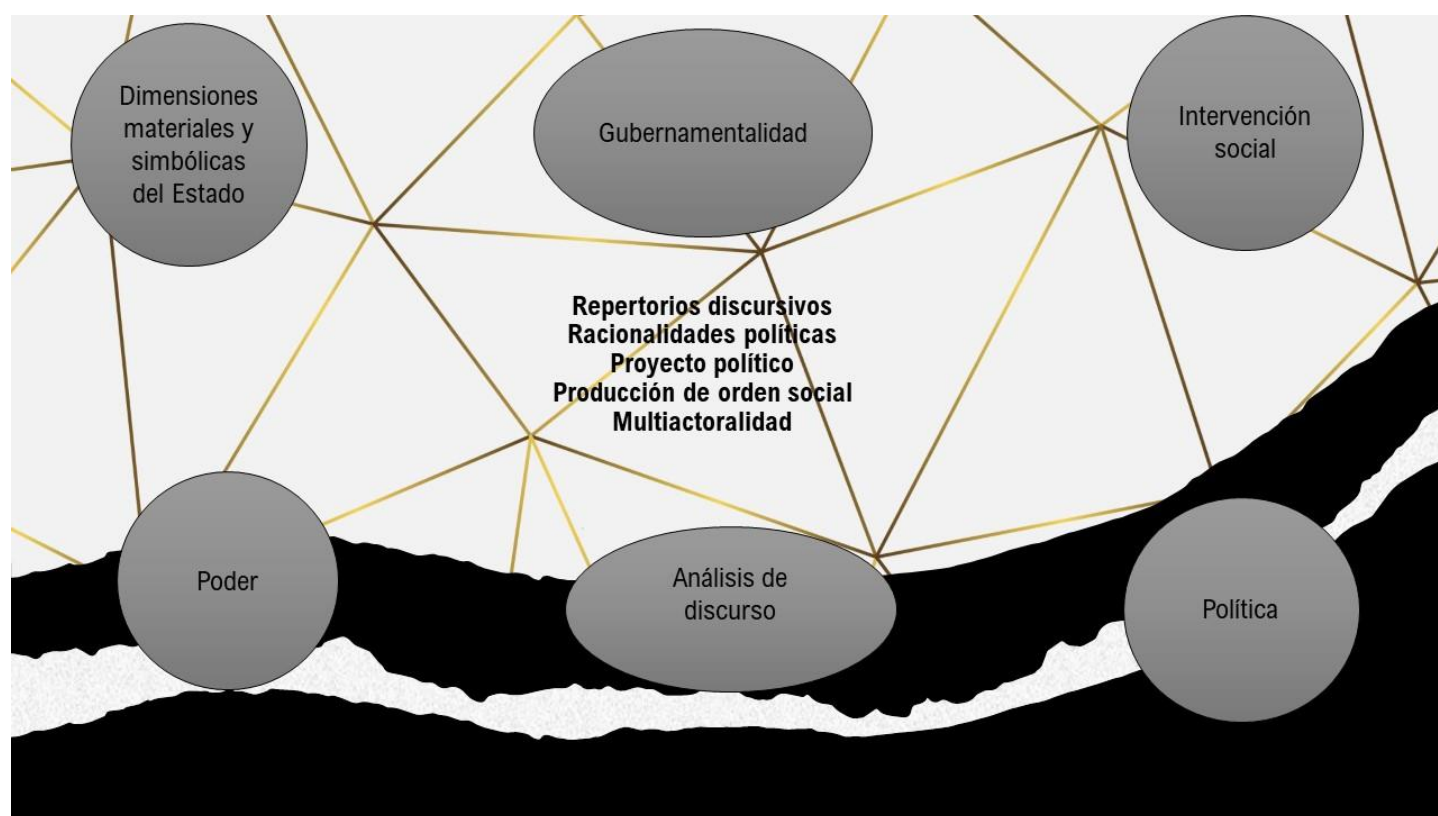 Dimensiones
materiales y
simbólicas
del Estado
Gubernamentalidad
Intervención
social
Repertorios discursivos
Racionalidades políticas
Proyecto político
Producción de orden social
Multiactoralidad
Poder
Análisis de
discurso
Política